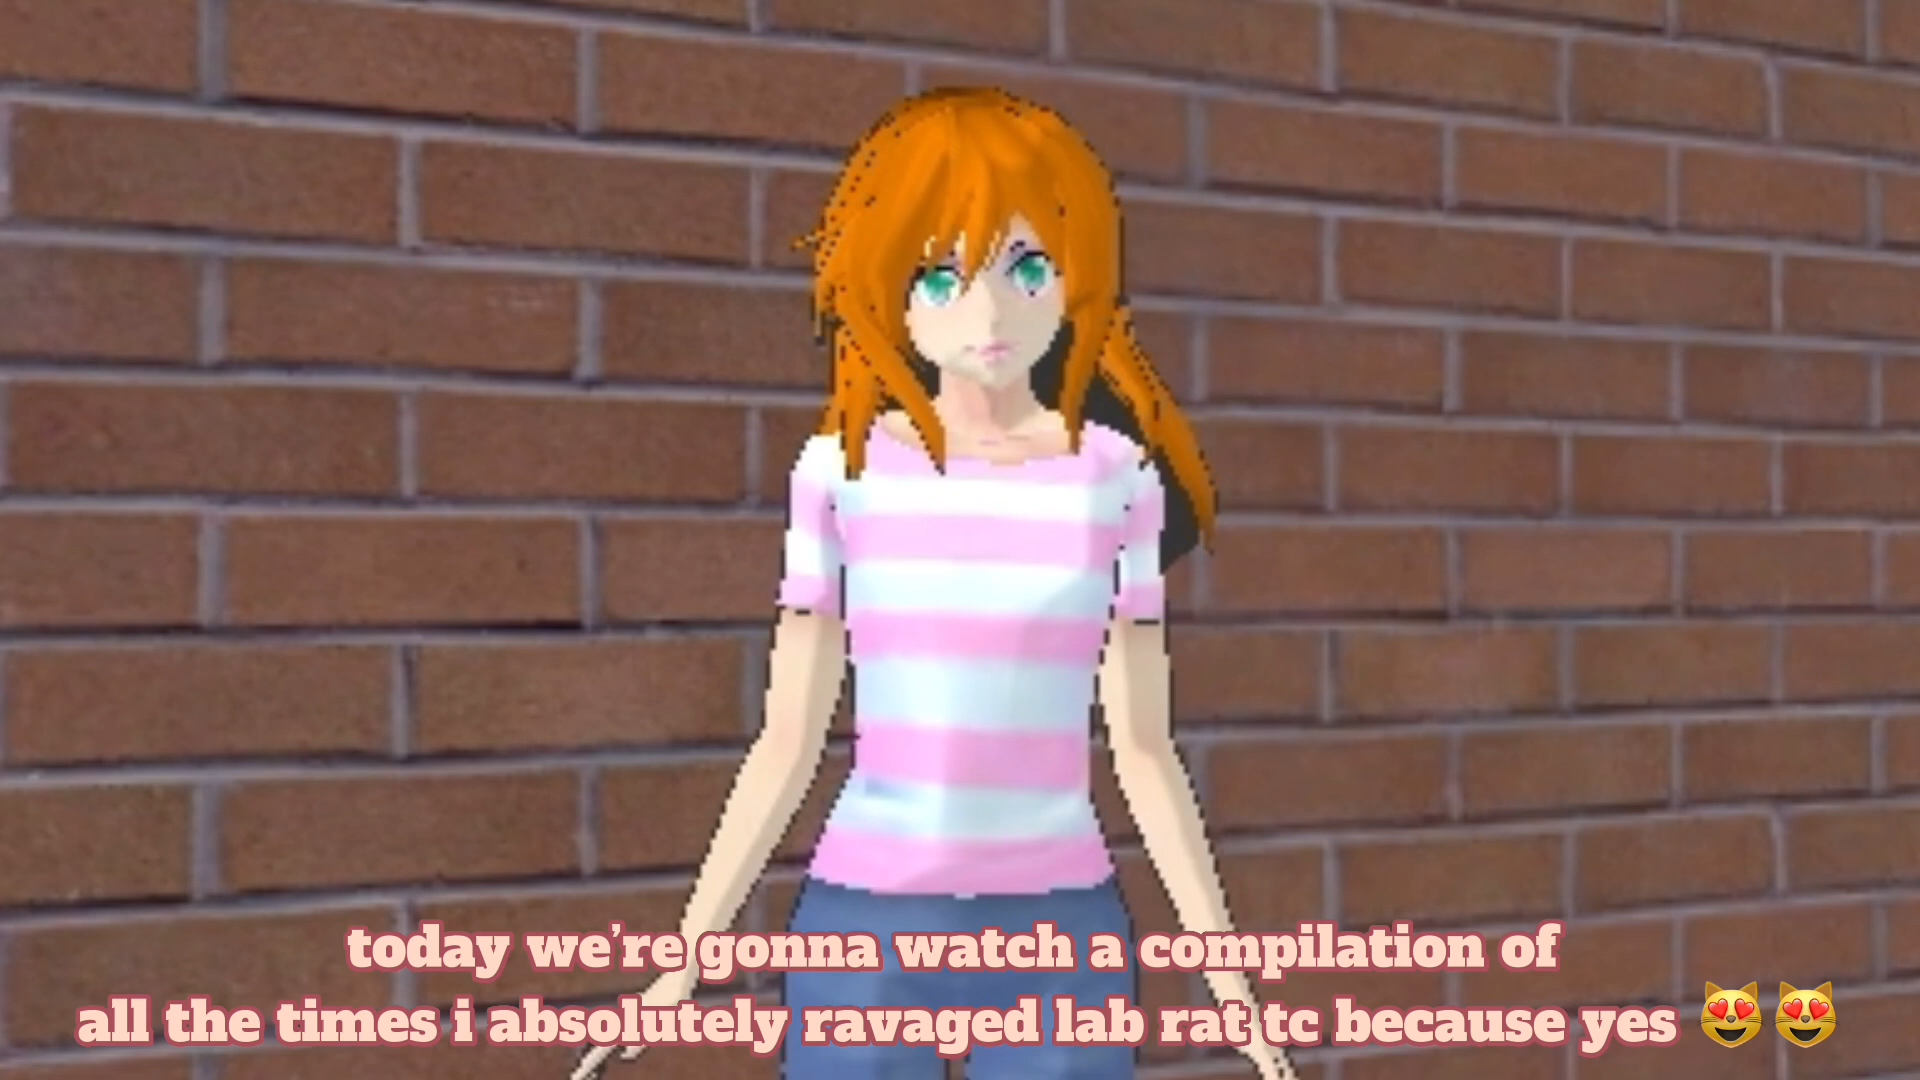 today we're gonna watch a compilation of
all the times i absolutely ravaged lab rat tc because yes 😻😻